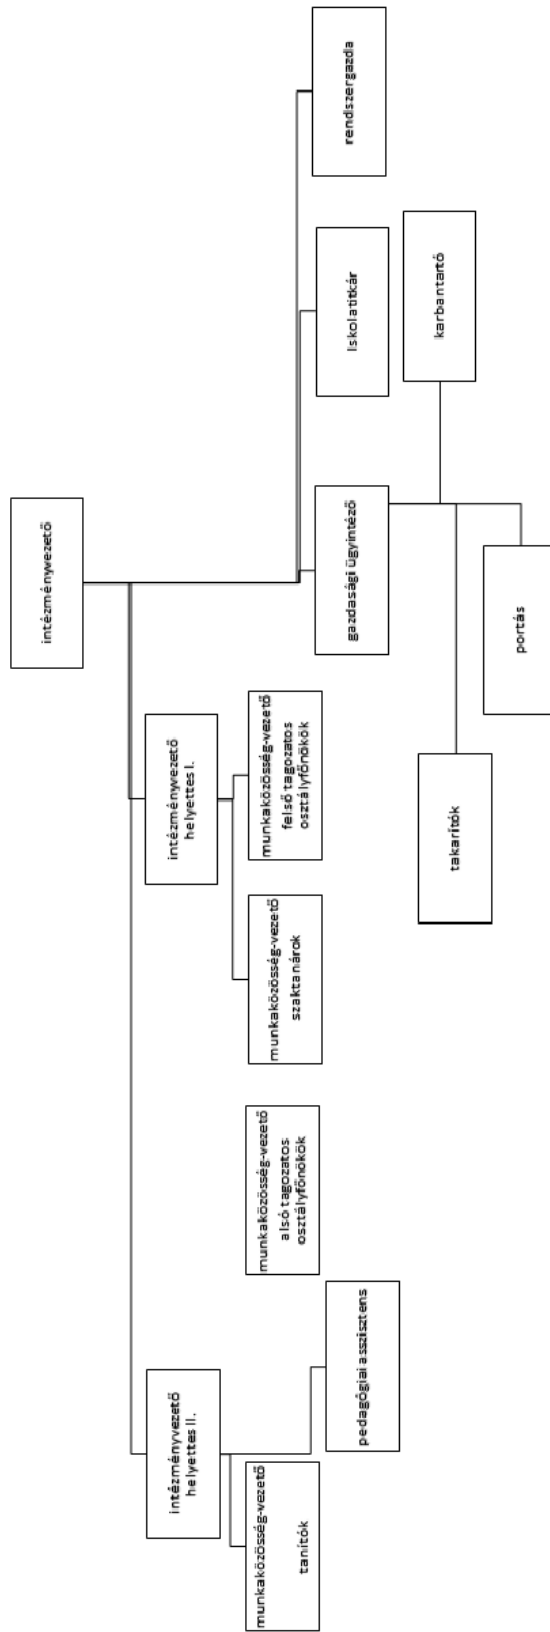 intézményvezető
intézményvezető
helyettes II.
intézményvezető
helyettes I.
munkaközösség-vezető
tanítók
munkaközösség-vezető
alsó tagozatos
osztályfőnökök
munkaközösség-vezető
szaktanárok
munkaközösség-vezető
felső tagozatos
osztályfőnökök
gazdasági ügyintéző
Iskolatitkár
rendszergazda
pedagógiai asszisztens
takarítók
portás
karbantartó